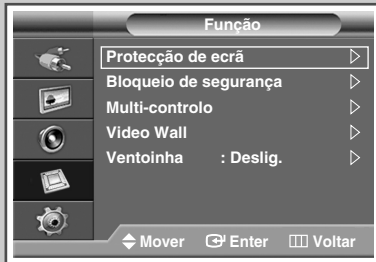 Função
Protecção de ecrã
Bloqueio de segurança
Multi-controlo
Video Wall
Ventoinha : Deslig.
Mover Enter Voltar